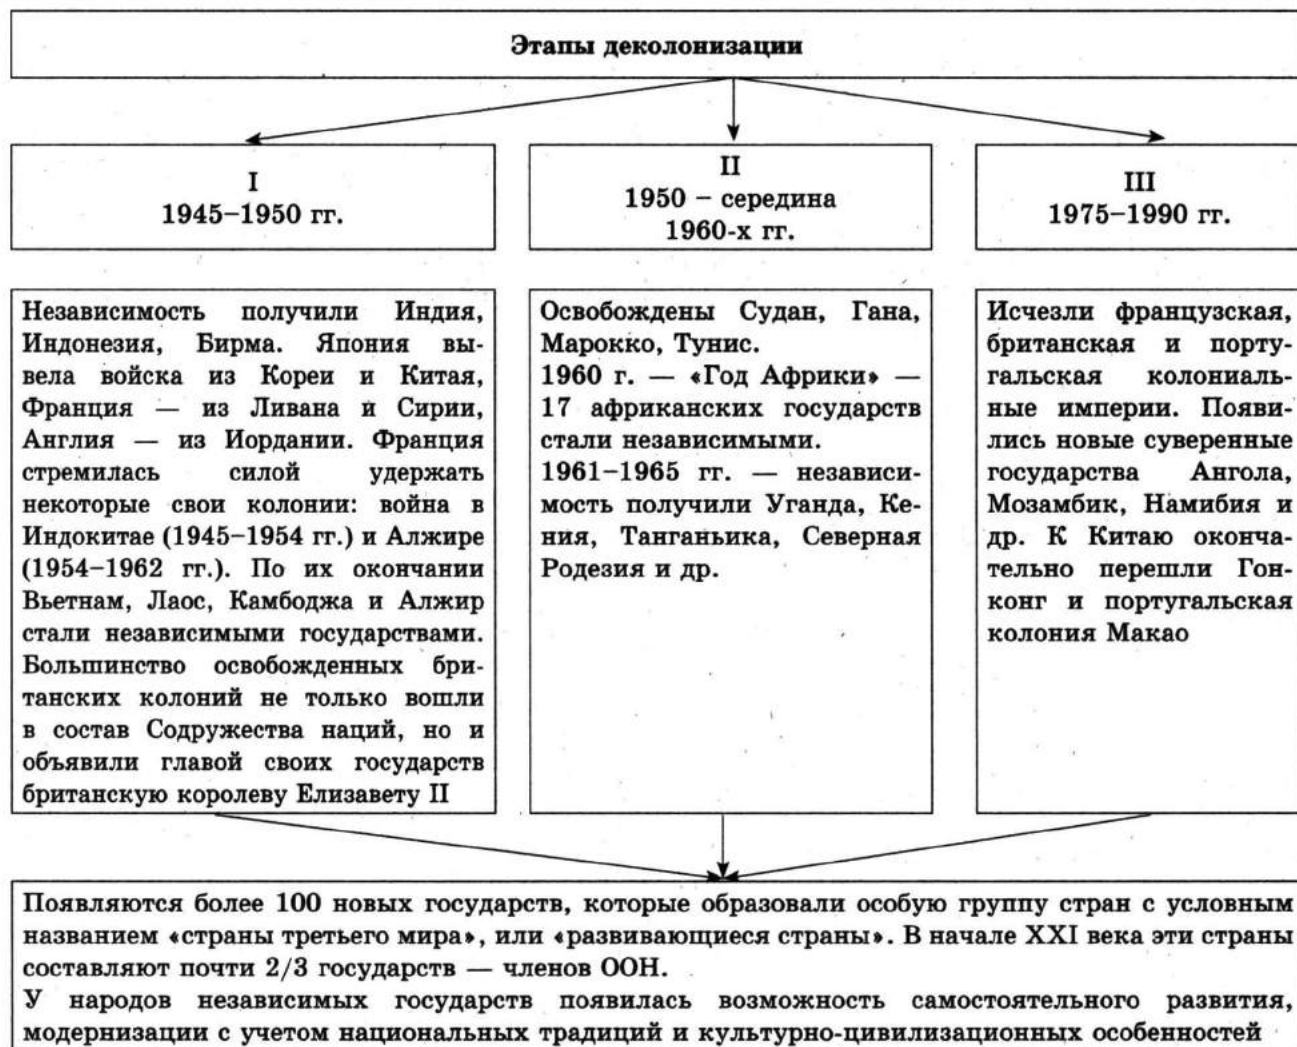 Этапы деколонизации
I
1945–1950 гг.
II
1950 – середина
1960-х гг.
III
1975–1990 гг.
Независимость получили Индия,
Индонезия, Бирма. Япония вы-
вела войска из Кореи и Китая,
Франция — из Ливана и Сирии,
Англия — из Иордании. Франция
стремилась силой удержать
некоторые свои колонии: война в
Индокитае (1945–1954 гг.) и Алжире
(1954–1962 гг.). По их окончании
Вьетнам, Лаос, Камбоджа и Алжир
стали независимыми государствами.
Большинство освобожденных бри-
танских колоний не только вошли
в состав Содружества наций, но и
объявили главой своих государств
британскую королеву Елизавету II
Освобождены Судан, Гана,
Марокко, Тунис.
1960 г. — «Год Африки» —
17 африканских государств
стали независимыми.
1961–1965 гг. — независи-
мость получили Уганда, Ке-
ния, Танганьика, Северная
Родезия и др.
Исчезли французская,
британская и порту-
гальская колониаль-
ные империи. Появи-
лись новые суверенные
государства Ангола,
Мозамбик, Намибия и
др. К Китаю оконча-
тельно перешли Гон-
конг и португальская
колония Макао
Появляются более 100 новых государств, которые образовали особую группу стран с условным
названием «страны третьего мира», или «развивающиеся страны». В начале XXI века эти страны
составляют почти 2/3 государств — членов ООН.
У народов независимых государств появилась возможность самостоятельного развития,
модернизации с учетом национальных традиций и культурно-цивилизационных особенностей